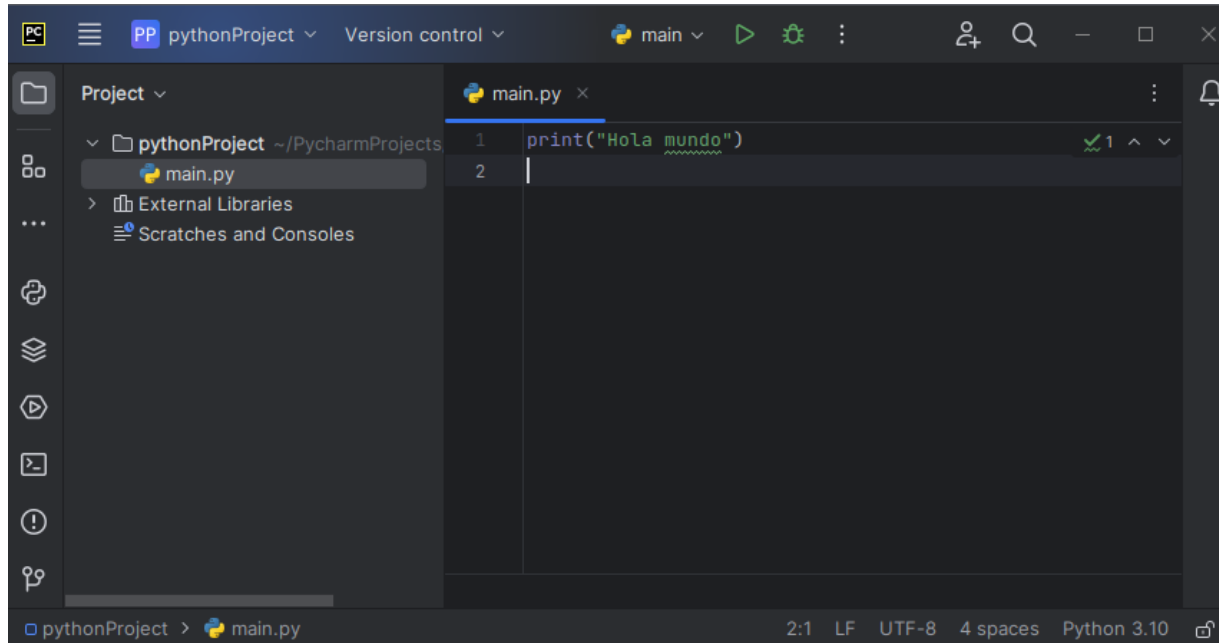 PC PP pythonProject Version control main
Project
main.py
pythonProject ~/PycharmProjects
main.py
External Libraries
Scratches and Consoles
1 print("Hola mundo")
2
1
pythonProject > main.py 2:1 LF UTF-8 4 spaces Python 3.10